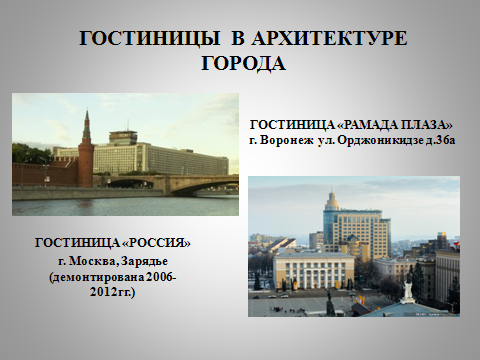 ГОСТИНИЦЫ В АРХИТЕКТУРЕ
ГОРОДА
ГОСТИНИЦА «РАМАДА ПЛАЗА»
г. Воронеж ул. Орджоникидзе д.36а
ГОСТИНИЦА «РОССИЯ»
г. Москва, Зарядье
(демонтирована 2006-
2012гг.)